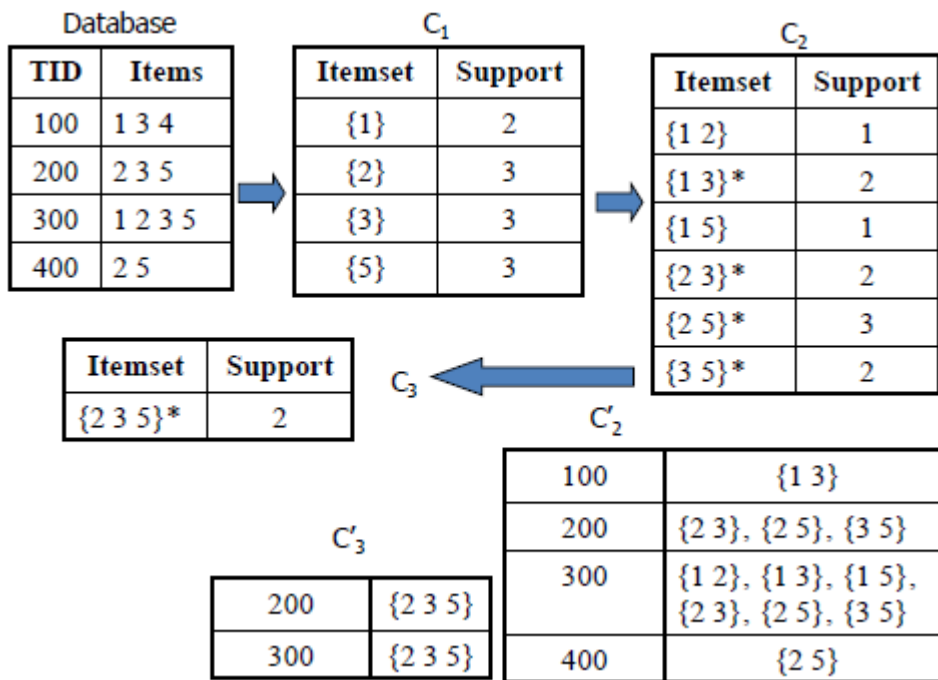 Database
TID Items
100 1 3 4
200 2 3 5
300 1 2 3 5
400 2 5
C1
Itemset Support
{1} 2
{2} 3
{3} 3
{5} 3
C2
Itemset Support
{1 2} 1
{1 3}* 2
{1 5} 1
{2 3}* 2
{2 5}* 3
{3 5}* 2
C3
Itemset Support
{2 3 5}* 2
C′2
100 {1 3}
200 {2 3}, {2 5}, {3 5}
300 {1 2}, {1 3}, {1 5},
{2 3}, {2 5}, {3 5}
400 {2 5}
C′3
200 {2 3 5}
300 {2 3 5}